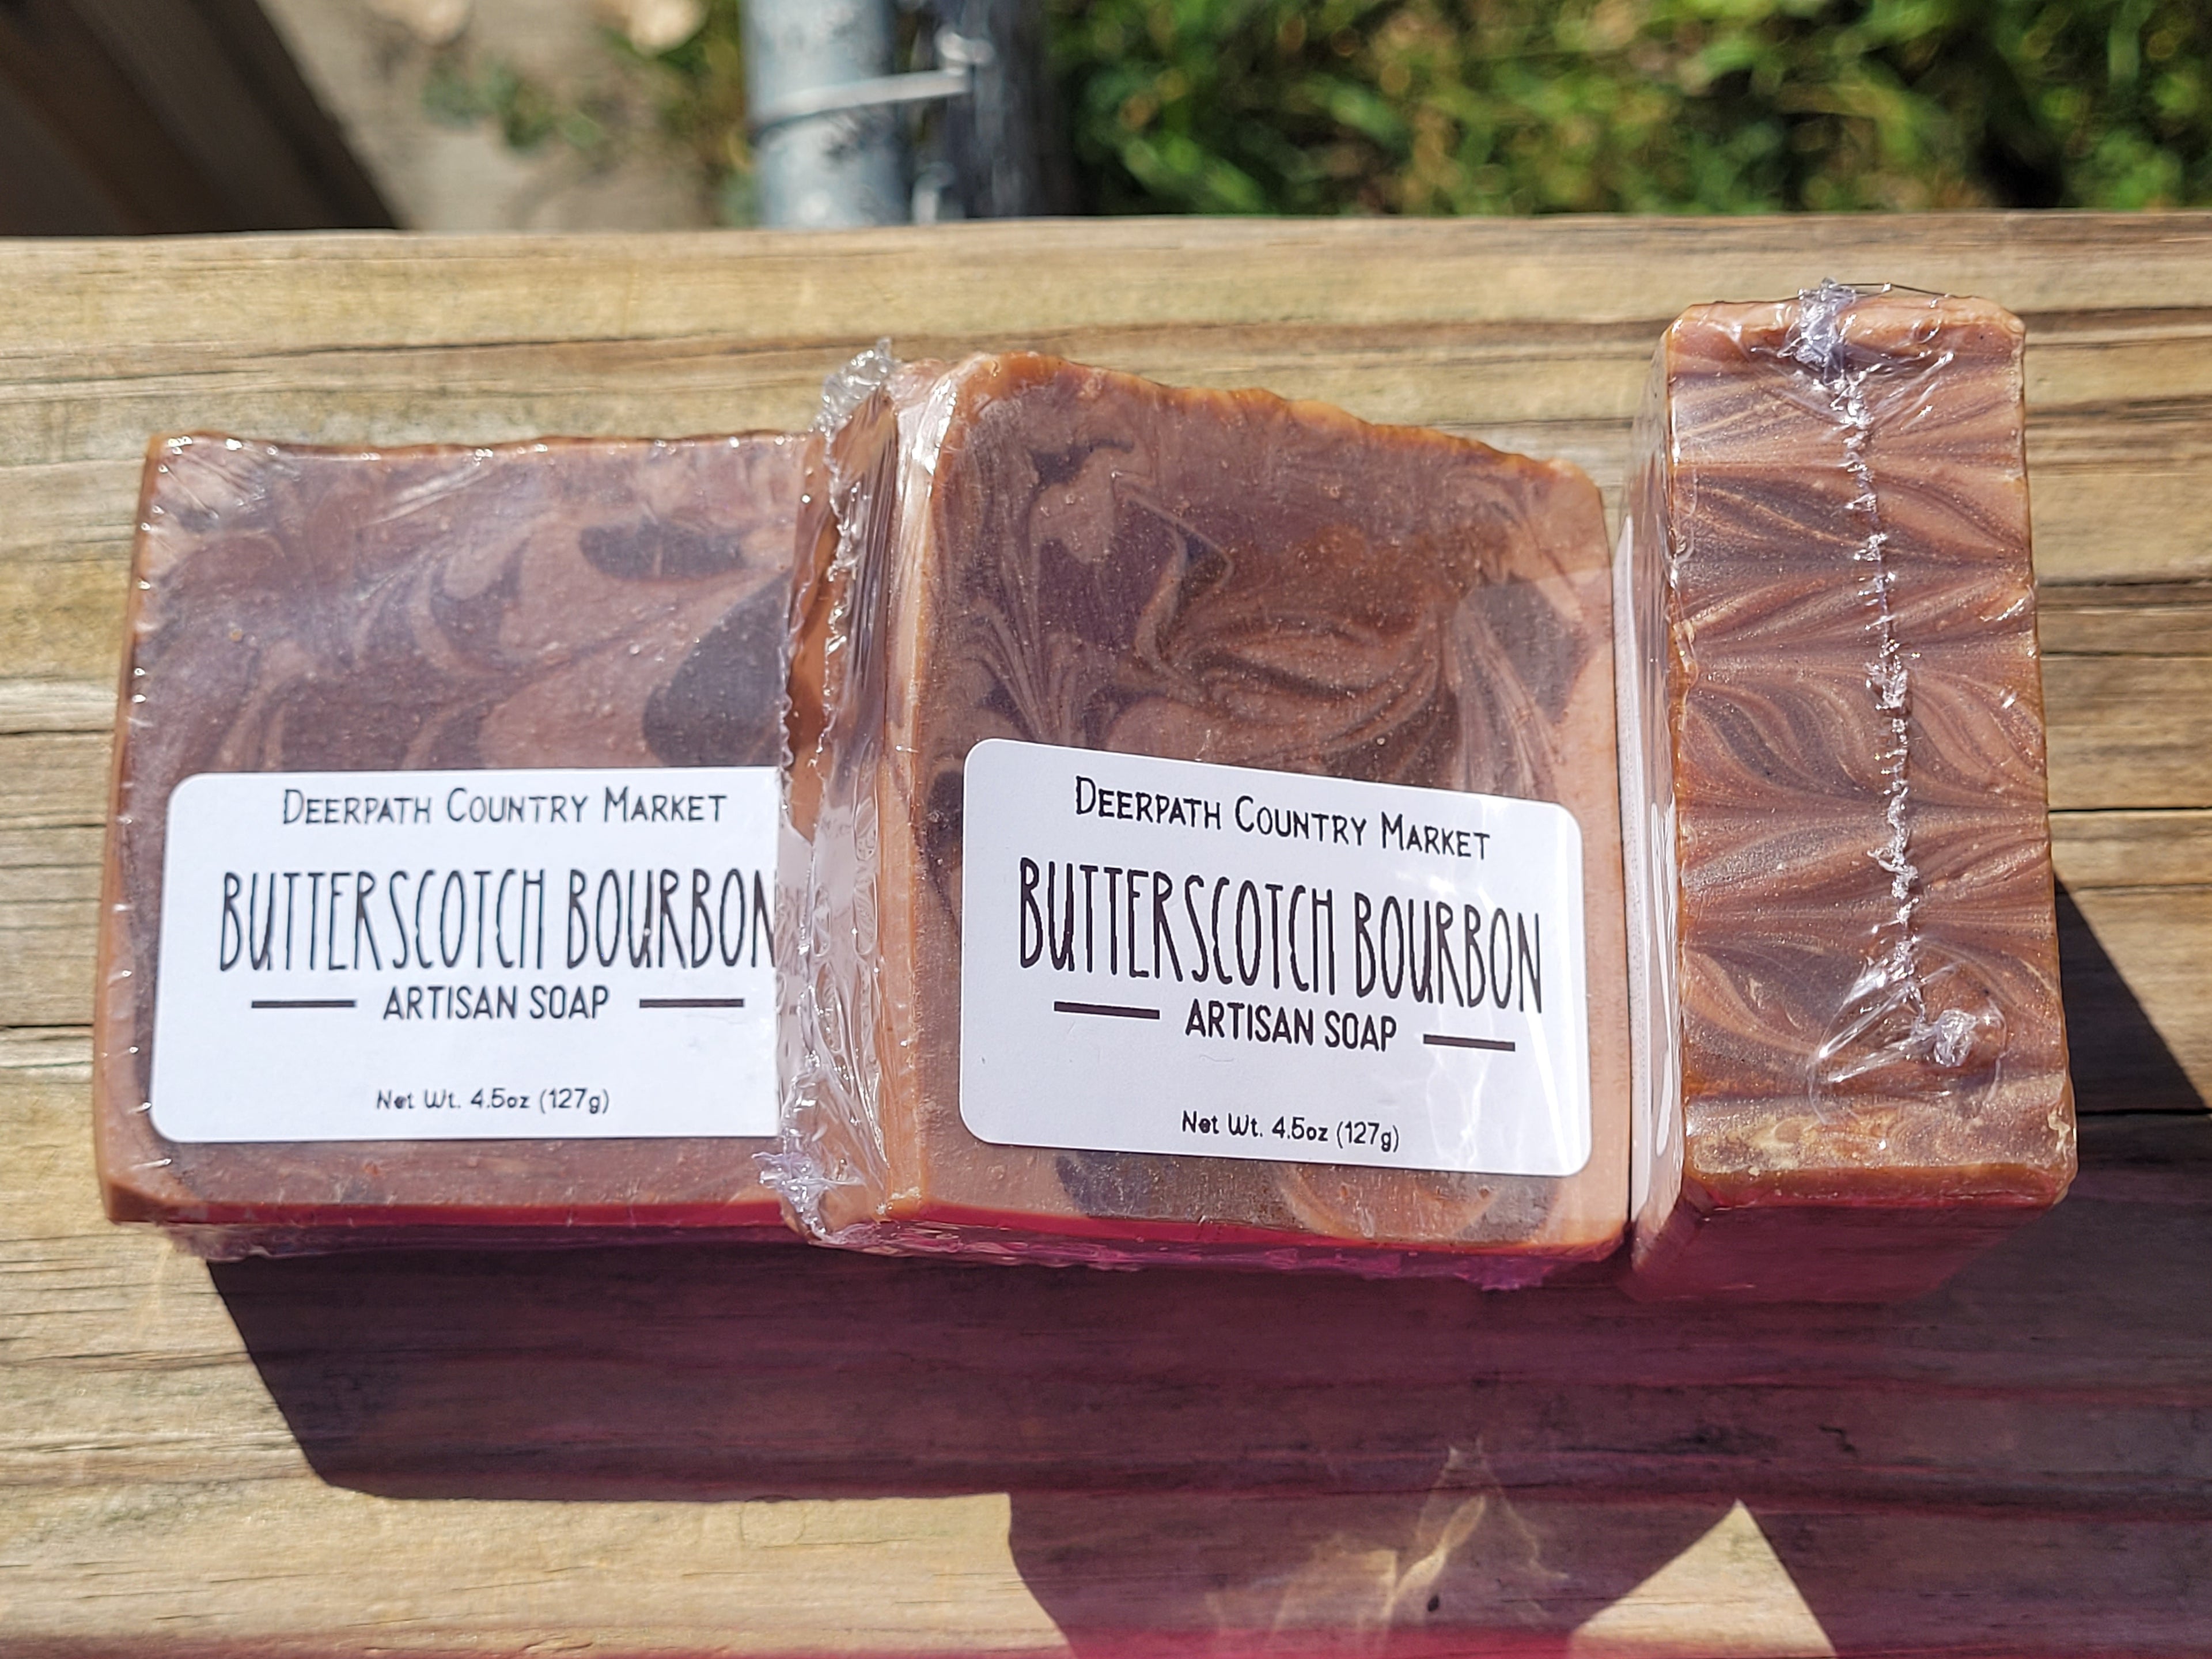 Deerpath Country Market
BUTTERSCOTCH BOURBON
ARTISAN SOAP
Net Wt. 4.5oz (127g)
Deerpath Country Market
BUTTERSCOTCH BOURBON
ARTISAN SOAP
Net Wt. 4.5oz (127g)